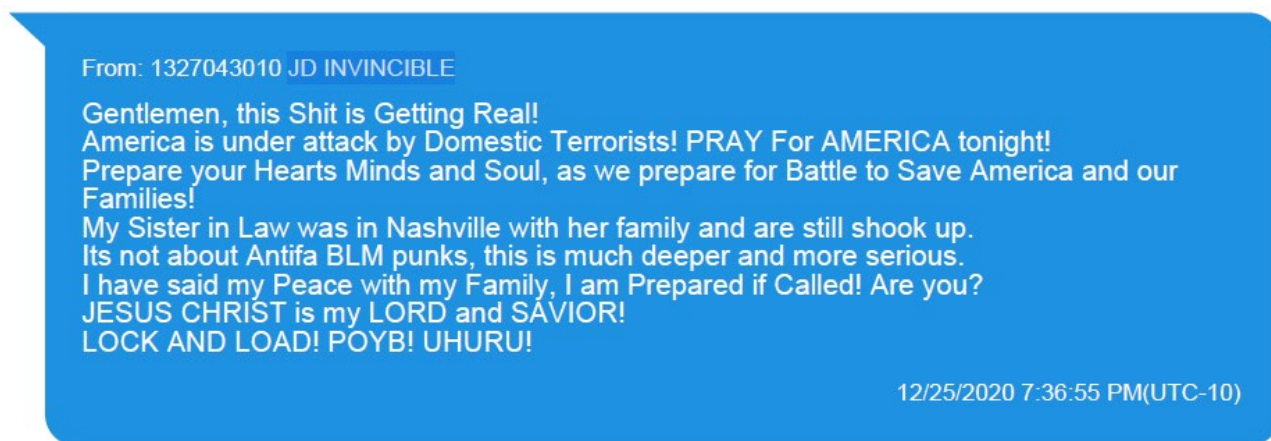 From: 1327043010 JD INVINCIBLE
Gentlemen, this Shit is Getting Real!
America is under attack by Domestic Terrorists! PRAY For AMERICA tonight!
Prepare your Hearts Minds and Soul, as we prepare for Battle to Save America and our
Families!
My Sister in Law was in Nashville with her family and are still shook up.
Its not about Antifa BLM punks, this is much deeper and more serious.
I have said my Peace with my Family, I am Prepared if Called! Are you?
JESUS CHRIST is my LORD and SAVIOR!
LOCK AND LOAD! POYB! UHURU!
12/25/2020 7:36:55 PM(UTC-10)